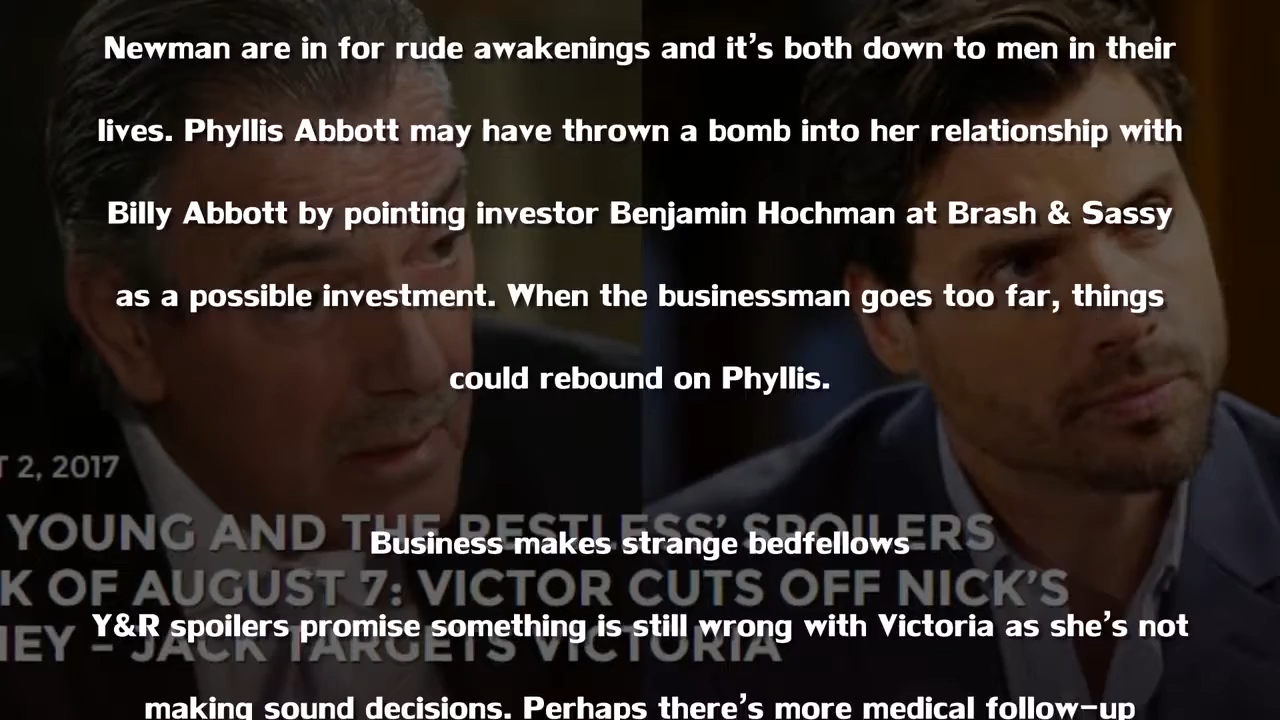 Newman are in for rude awakenings and it's both down to men in their
lives. Phyllis Abbott may have thrown a bomb into her relationship with
Billy Abbott by pointing investor Benjamin Hochman at Brash & Sassy
as a possible investment. When the businessman goes too far, things
could rebound on Phyllis.
T 2, 2017
YOUNG AND THE RESTLESS' SPOILERS
Business makes strange bedfellows
K OF AUGUST 7: VICTOR CUTS OFF NICK'S
Y&R spoilers promise something is still wrong with Victoria as she's not
NEY – JACK TARGETS VICTORIA
making sound decisions. Perhaps there's more medical follow-up